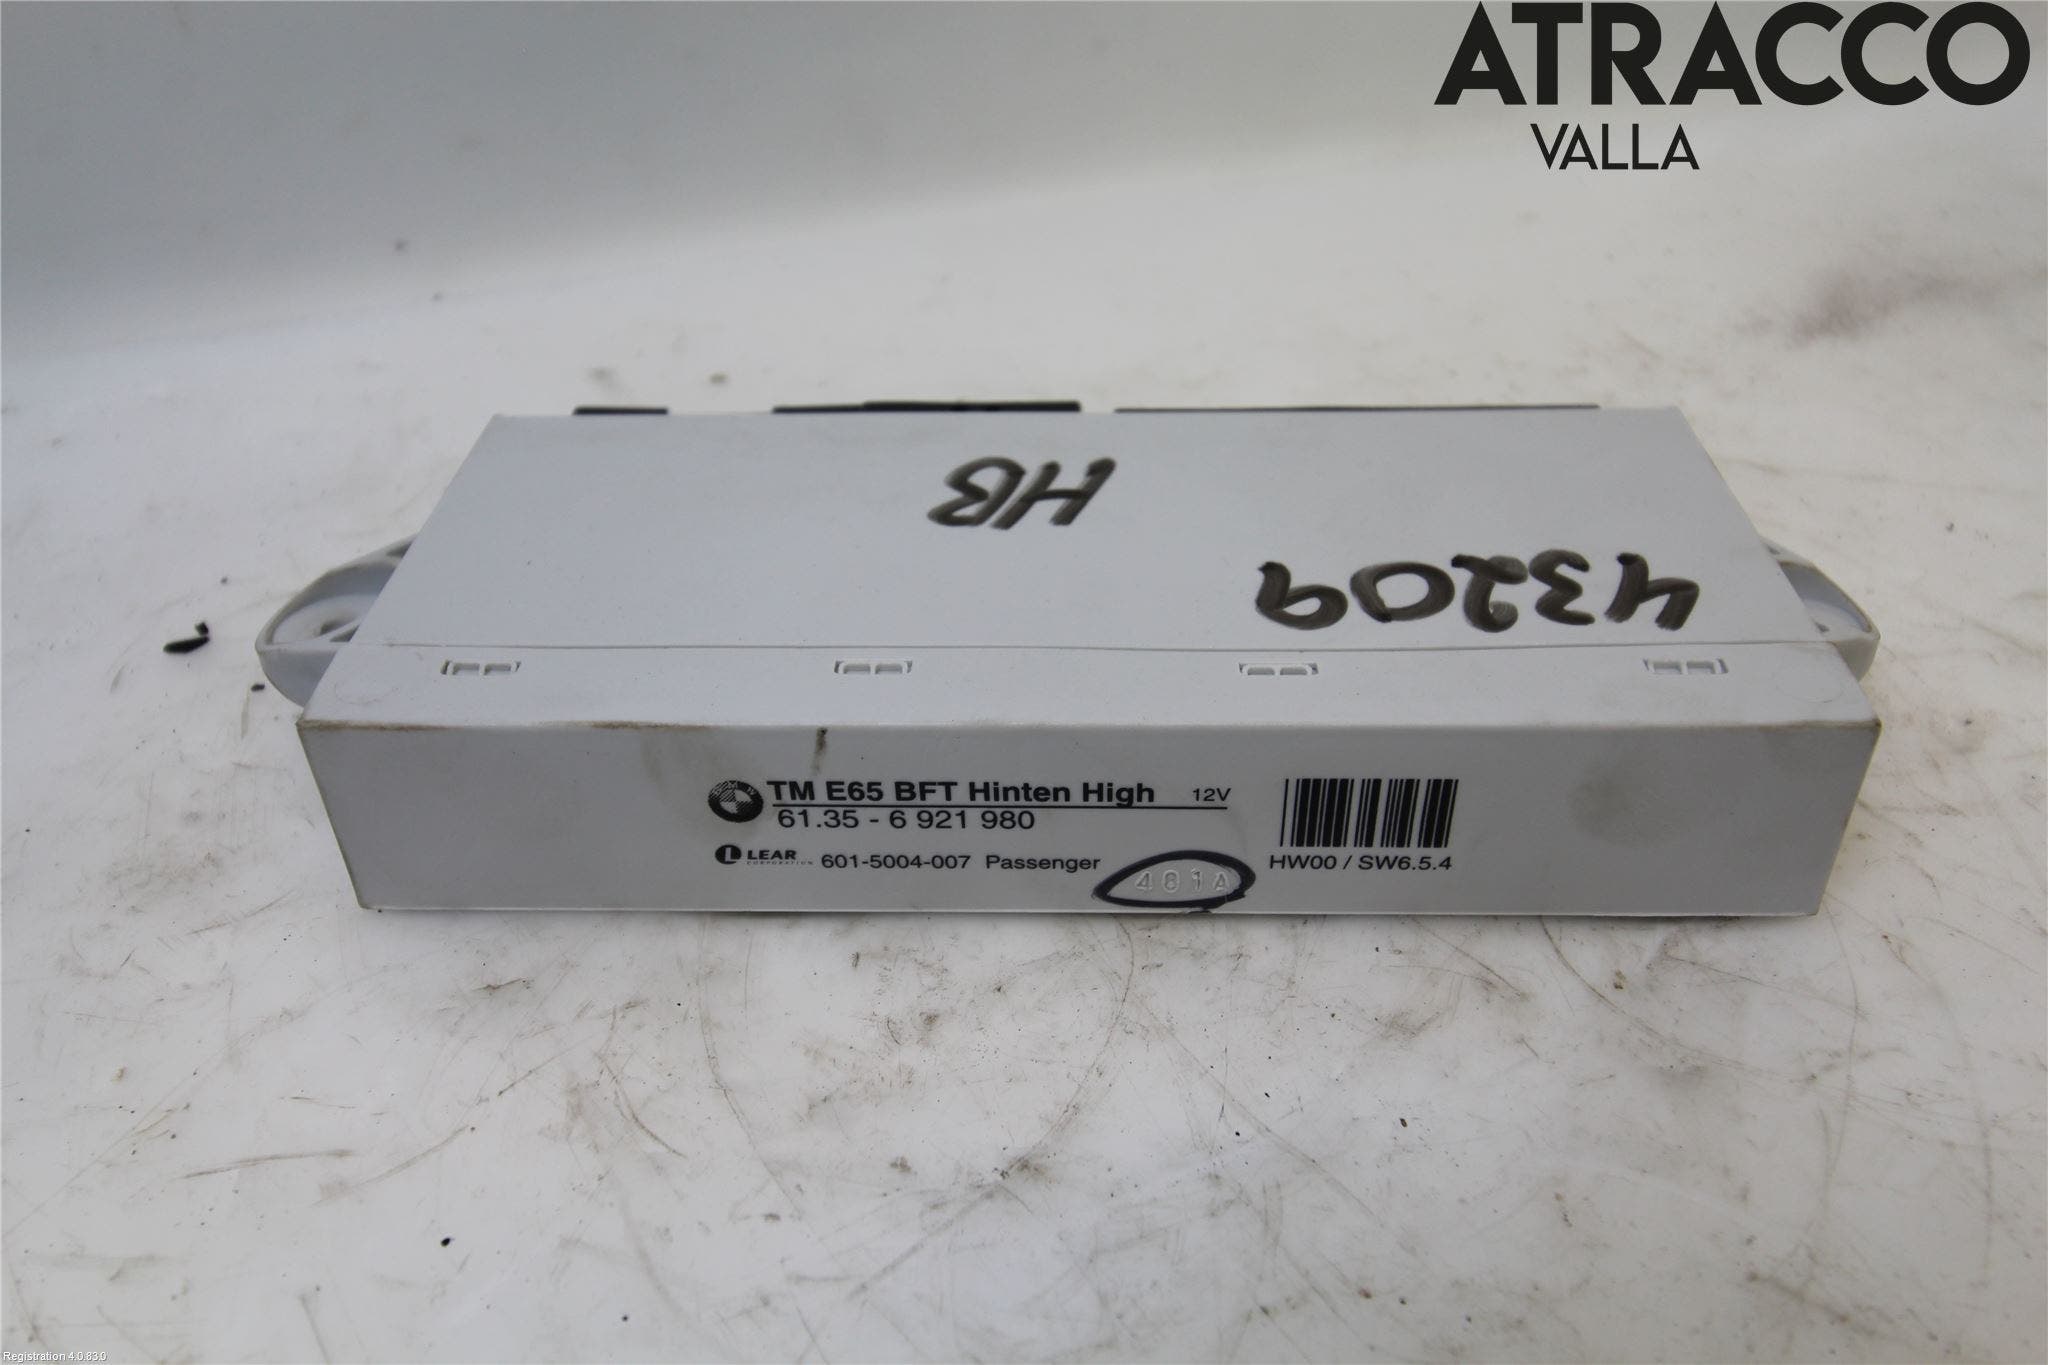 ATRACCO
VALLA
HB
43209
TM E65 BFT Hinten High 12V
61.35 - 6 921 980
LEAR
CORPORATION
601-5004-007 Passenger
481A
HW00 / SW6.5.4
Registration 4.0.83.0